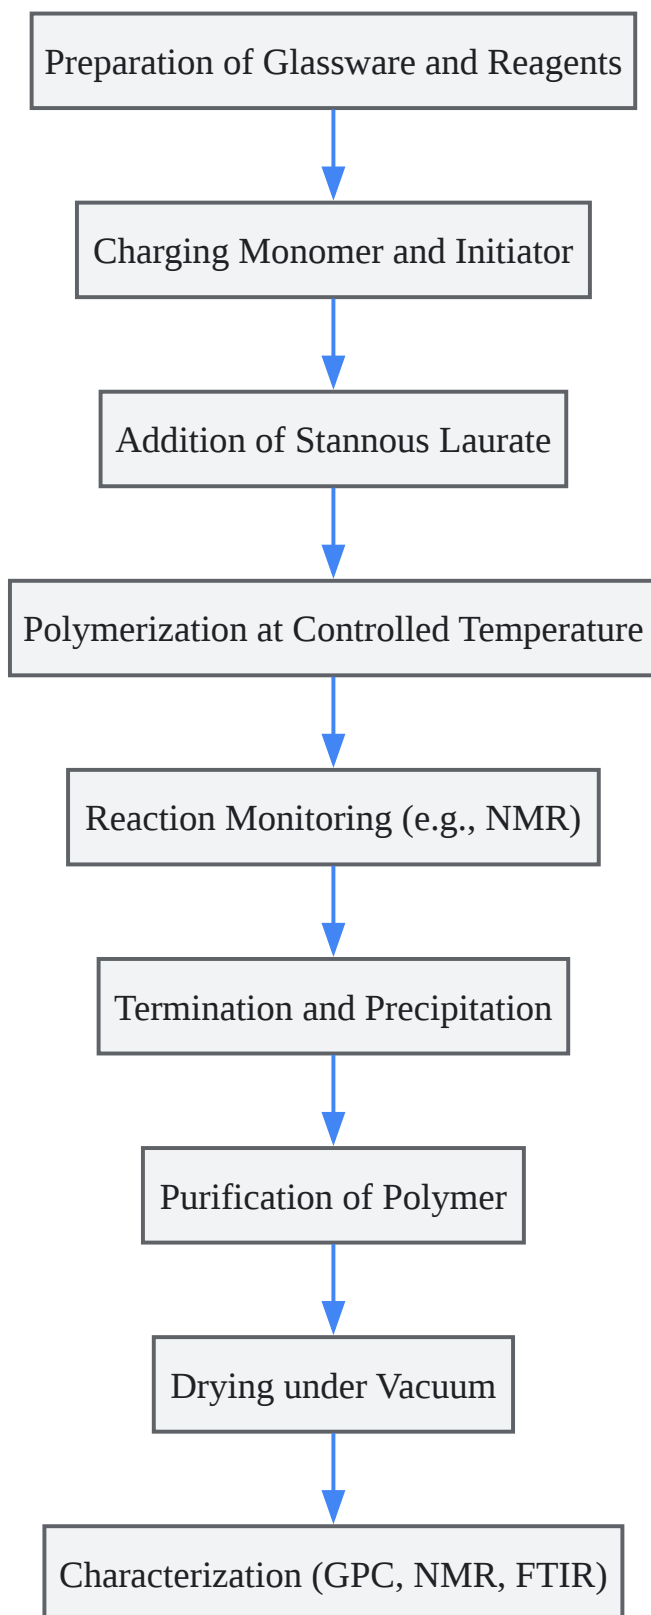 Preparation of Glassware and Reagents
Charging Monomer and Initiator
Addition of Stannous Laurate
Polymerization at Controlled Temperature
Reaction Monitoring (e.g., NMR)
Termination and Precipitation
Purification of Polymer
Drying under Vacuum
Characterization (GPC, NMR, FTIR)